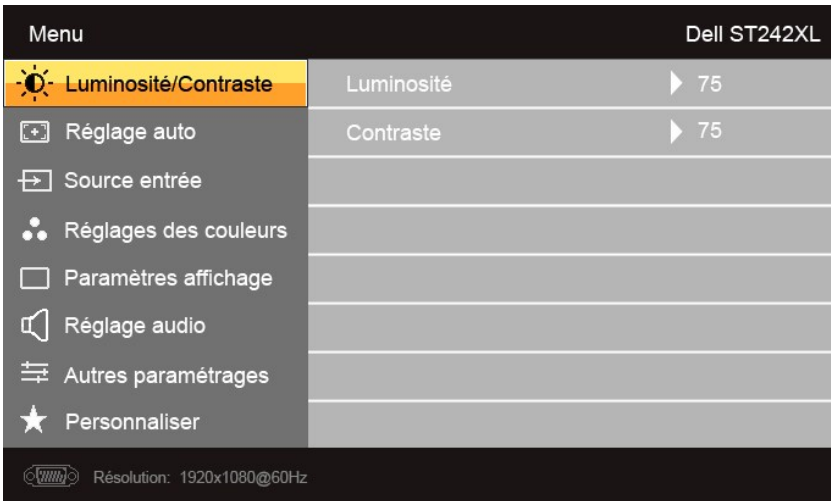 Menu Dell ST242XL
Luminosité/Contraste Luminosité 75
Réglage auto Contraste 75
Source entrée
Réglages des couleurs
Paramètres affichage
Réglage audio
Autres paramétrages
Personnaliser
Résolution: 1920x1080@60Hz